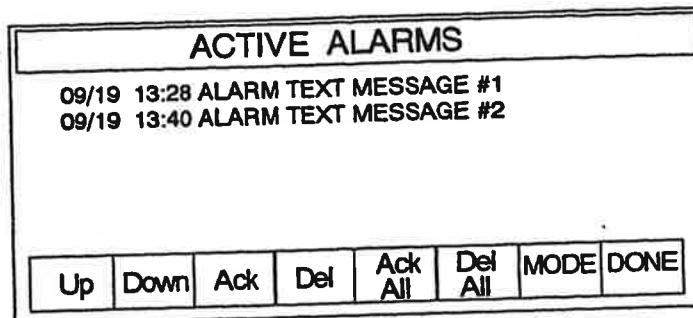 ACTIVE ALARMS
09/19 13:28 ALARM TEXT MESSAGE #1
09/19 13:40 ALARM TEXT MESSAGE #2
Up Down Ack Del Ack All Del All MODE DONE